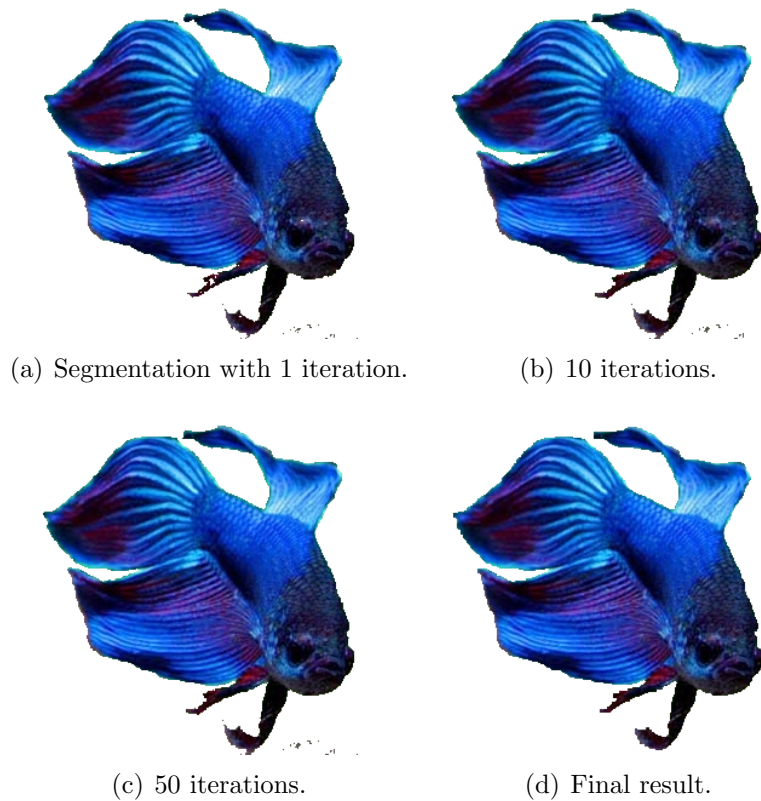 (a) Segmentation with 1 iteration.
(b) 10 iterations.
(c) 50 iterations.
(d) Final result.